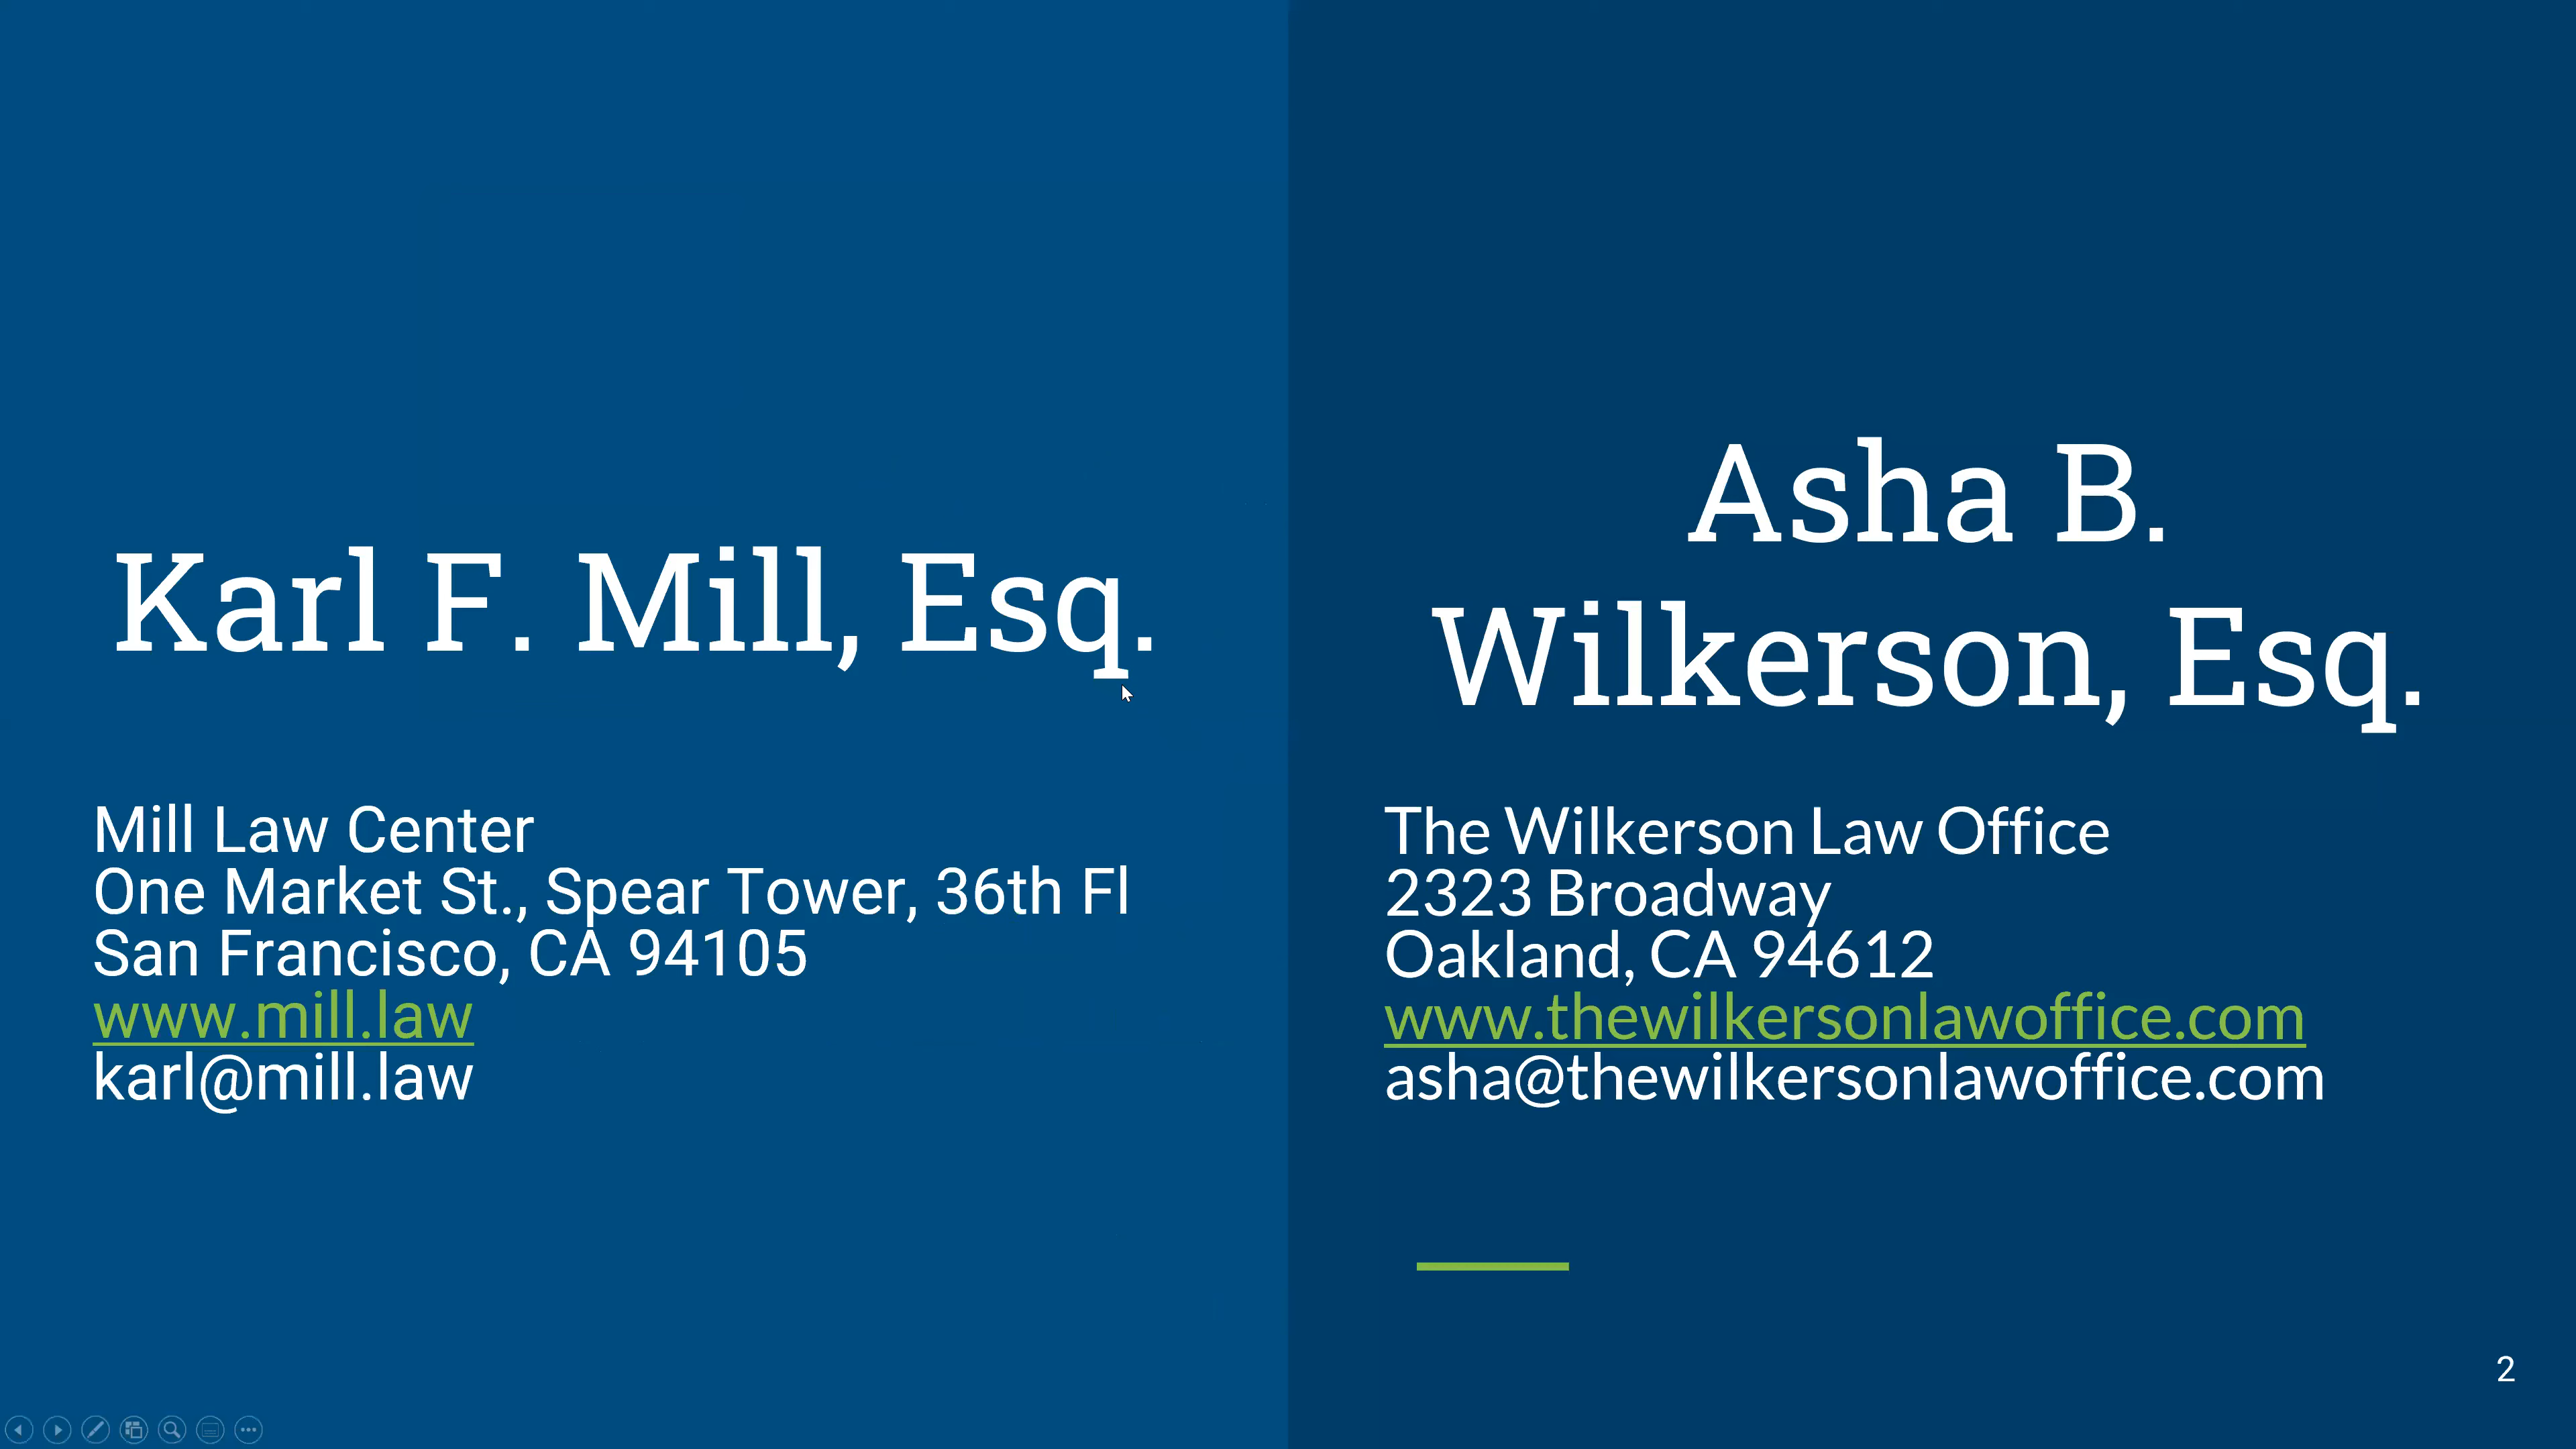 Karl F. Mill, Esq.
Mill Law Center
One Market St., Spear Tower, 36th Fl
San Francisco, CA 94105
www.mill.law
karl@mill.law
Asha B.
Wilkerson, Esq.
The Wilkerson Law Office
2323 Broadway
Oakland, CA 94612
www.thewilkersonlawoffice.com
asha@thewilkersonlawoffice.com
2